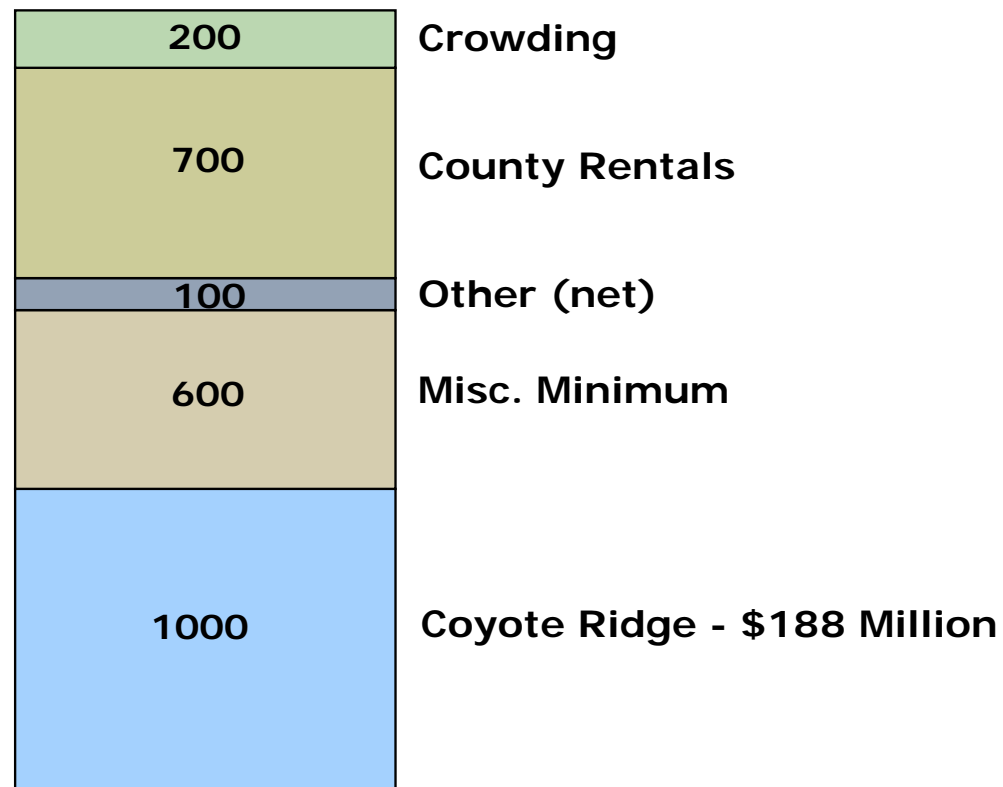 200 Crowding
700 County Rentals
100 Other (net)
600 Misc. Minimum
1000 Coyote Ridge - $188 Million